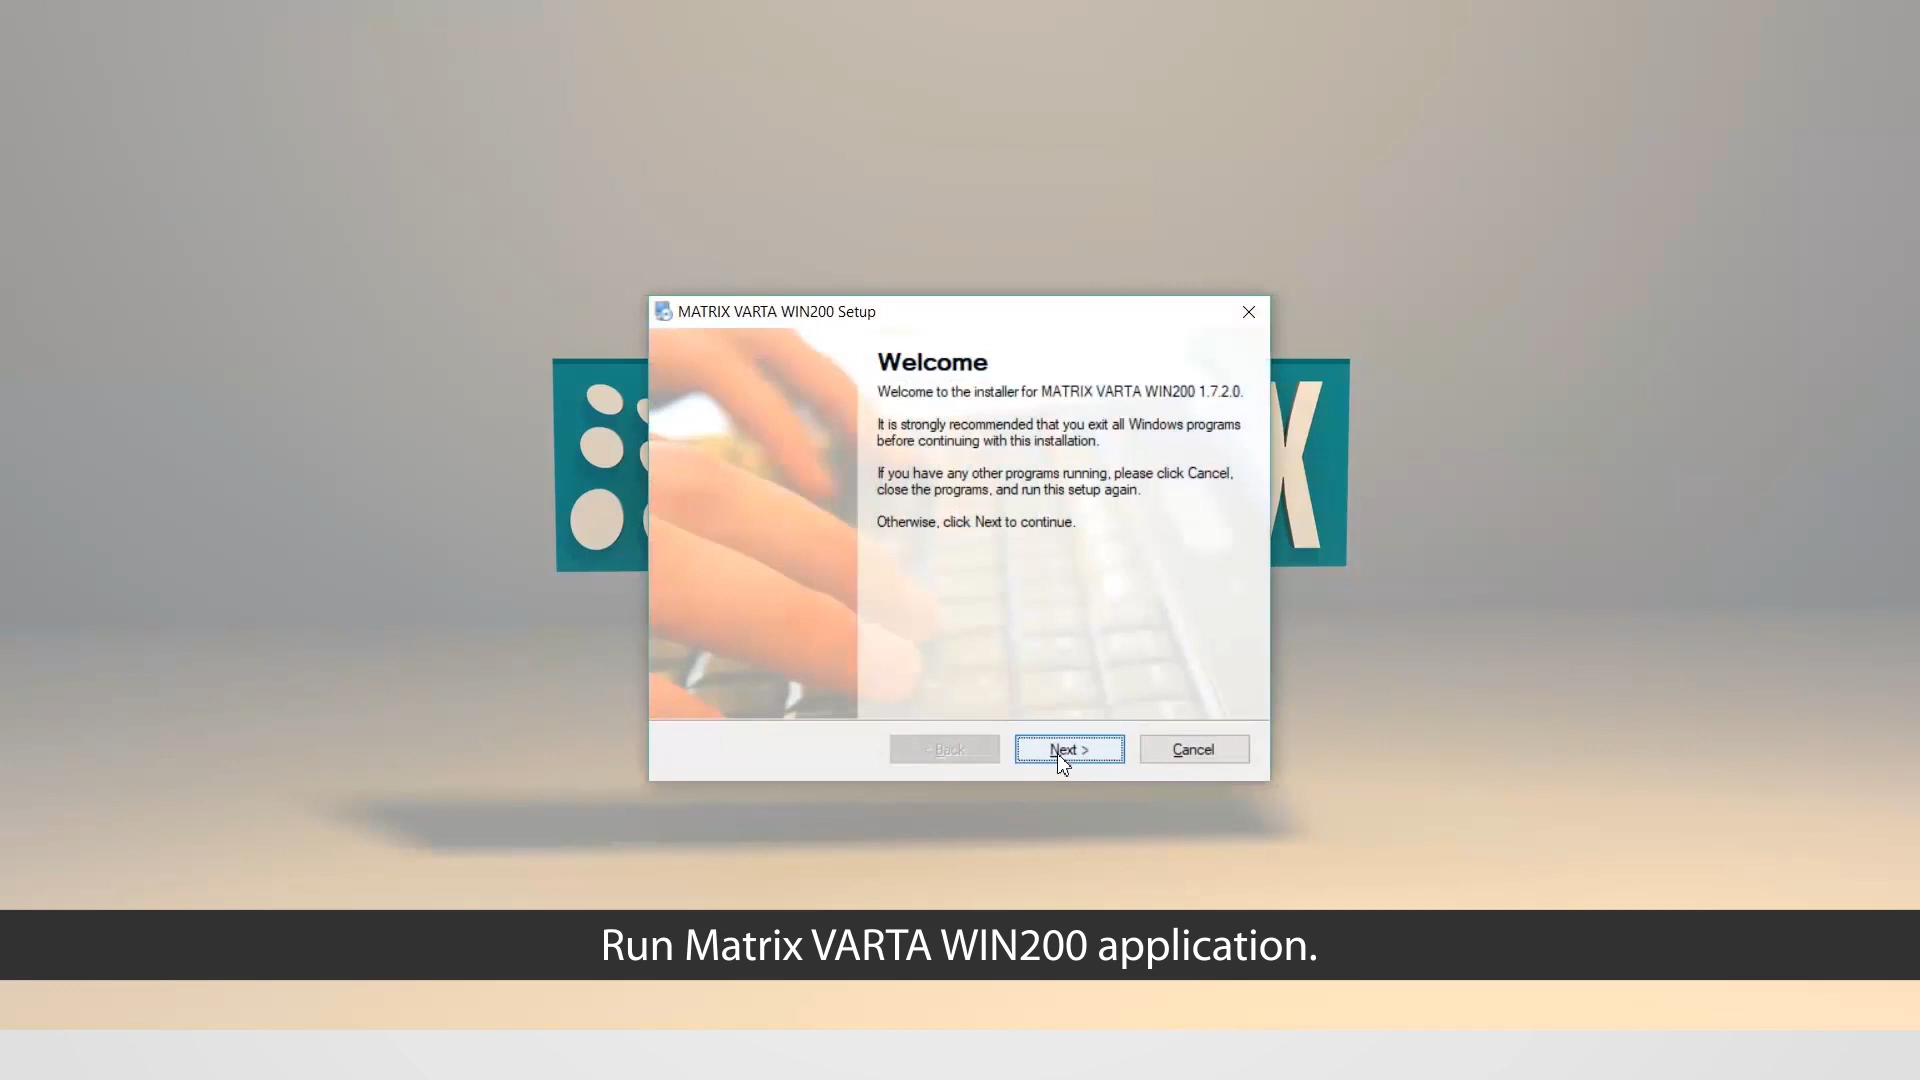 MATRIX VARTA WIN200 Setup
Welcome
Welcome to the installer for MATRIX VARTA WIN200 1.7.2.0.
It is strongly recommended that you exit all Windows programs
before continuing with this installation.
If you have any other programs running, please click Cancel,
close the programs, and run this setup again.
Otherwise, click Next to continue.
X
< Back
Next >
Cancel
Run Matrix VARTA WIN200 application.